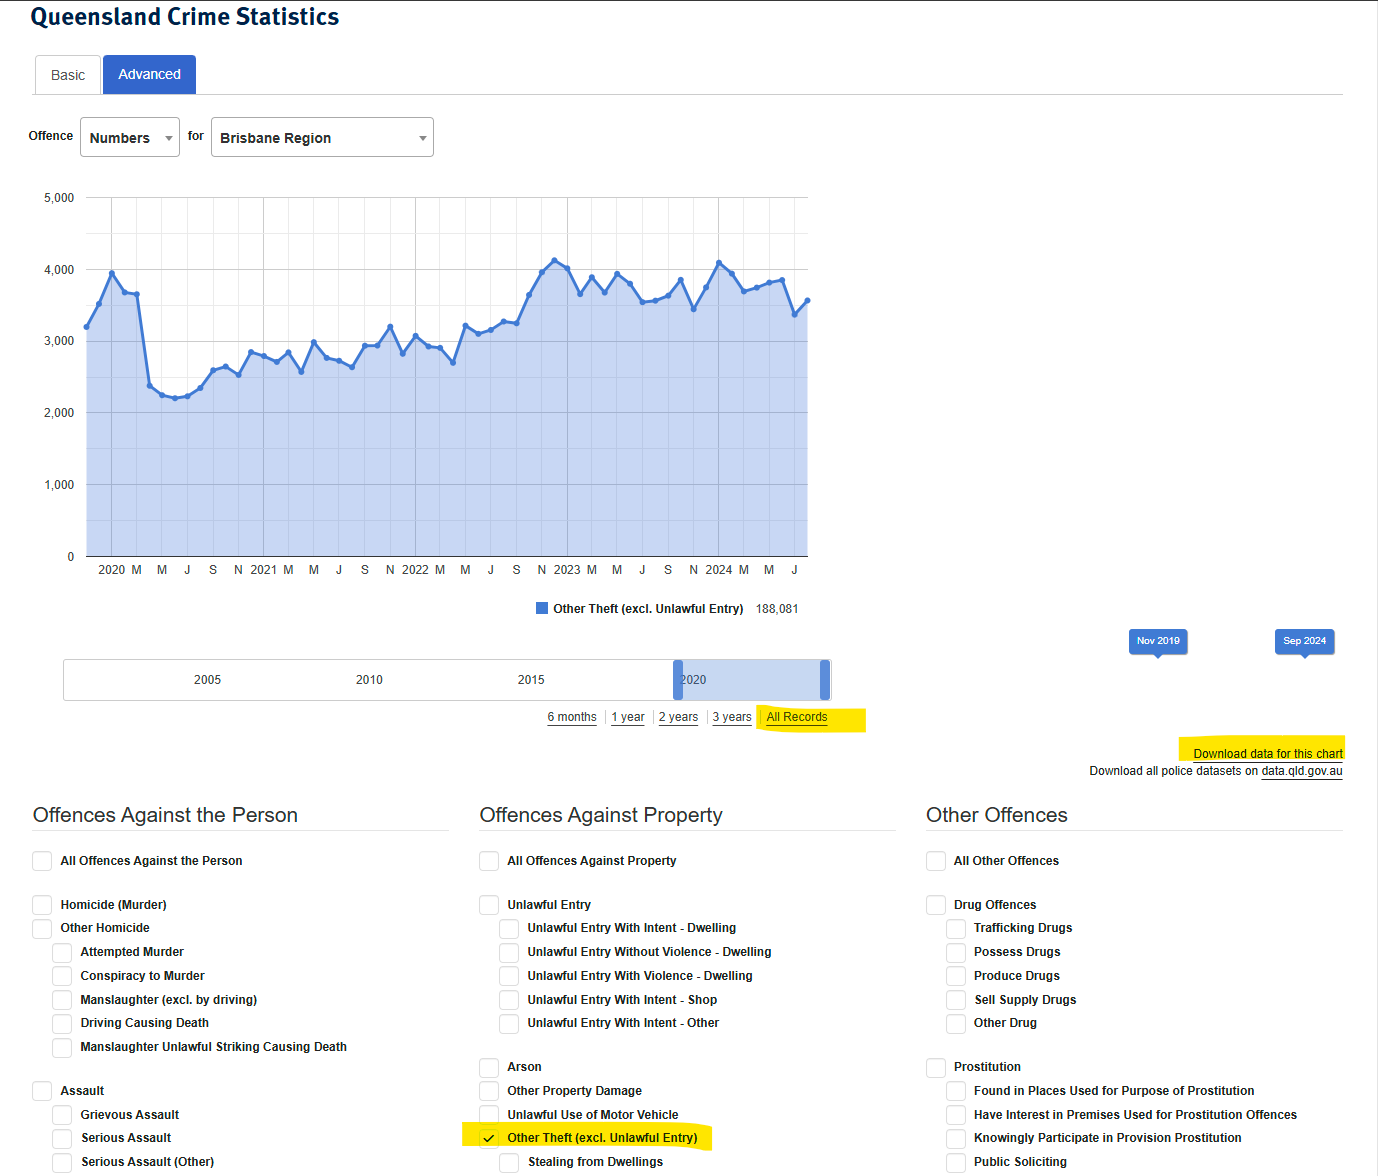 Queensland Crime Statistics
Basic
Advanced
Offence Numbers for Brisbane Region
5,000
4,000
3,000
2,000
1,000
0
2020 M M J S N 2021 M M J S N 2022 M M J S N 2023 M M J S N 2024 M M J
Other Theft (excl. Unlawful Entry) 188,081
Nov 2019
Sep 2024
2005 2010 2015 2020
6 months 1 year 2 years 3 years All Records
Download data for this chart
Download all police datasets on data.qld.gov.au
Offences Against the Person
All Offences Against the Person
Homicide (Murder)
Other Homicide
Attempted Murder
Conspiracy to Murder
Manslaughter (excl. by driving)
Driving Causing Death
Manslaughter Unlawful Striking Causing Death
Assault
Grievous Assault
Serious Assault
Serious Assault (Other)
Offences Against Property
All Offences Against Property
Unlawful Entry
Unlawful Entry With Intent - Dwelling
Unlawful Entry Without Violence - Dwelling
Unlawful Entry With Violence - Dwelling
Unlawful Entry With Intent - Shop
Unlawful Entry With Intent - Other
Arson
Other Property Damage
Unlawful Use of Motor Vehicle
Other Theft (excl. Unlawful Entry)
Stealing from Dwellings
Other Offences
All Other Offences
Drug Offences
Trafficking Drugs
Possess Drugs
Produce Drugs
Sell Supply Drugs
Other Drug
Prostitution
Found in Places Used for Purpose of Prostitution
Have Interest in Premises Used for Prostitution Offences
Knowingly Participate in Provision Prostitution
Public Soliciting